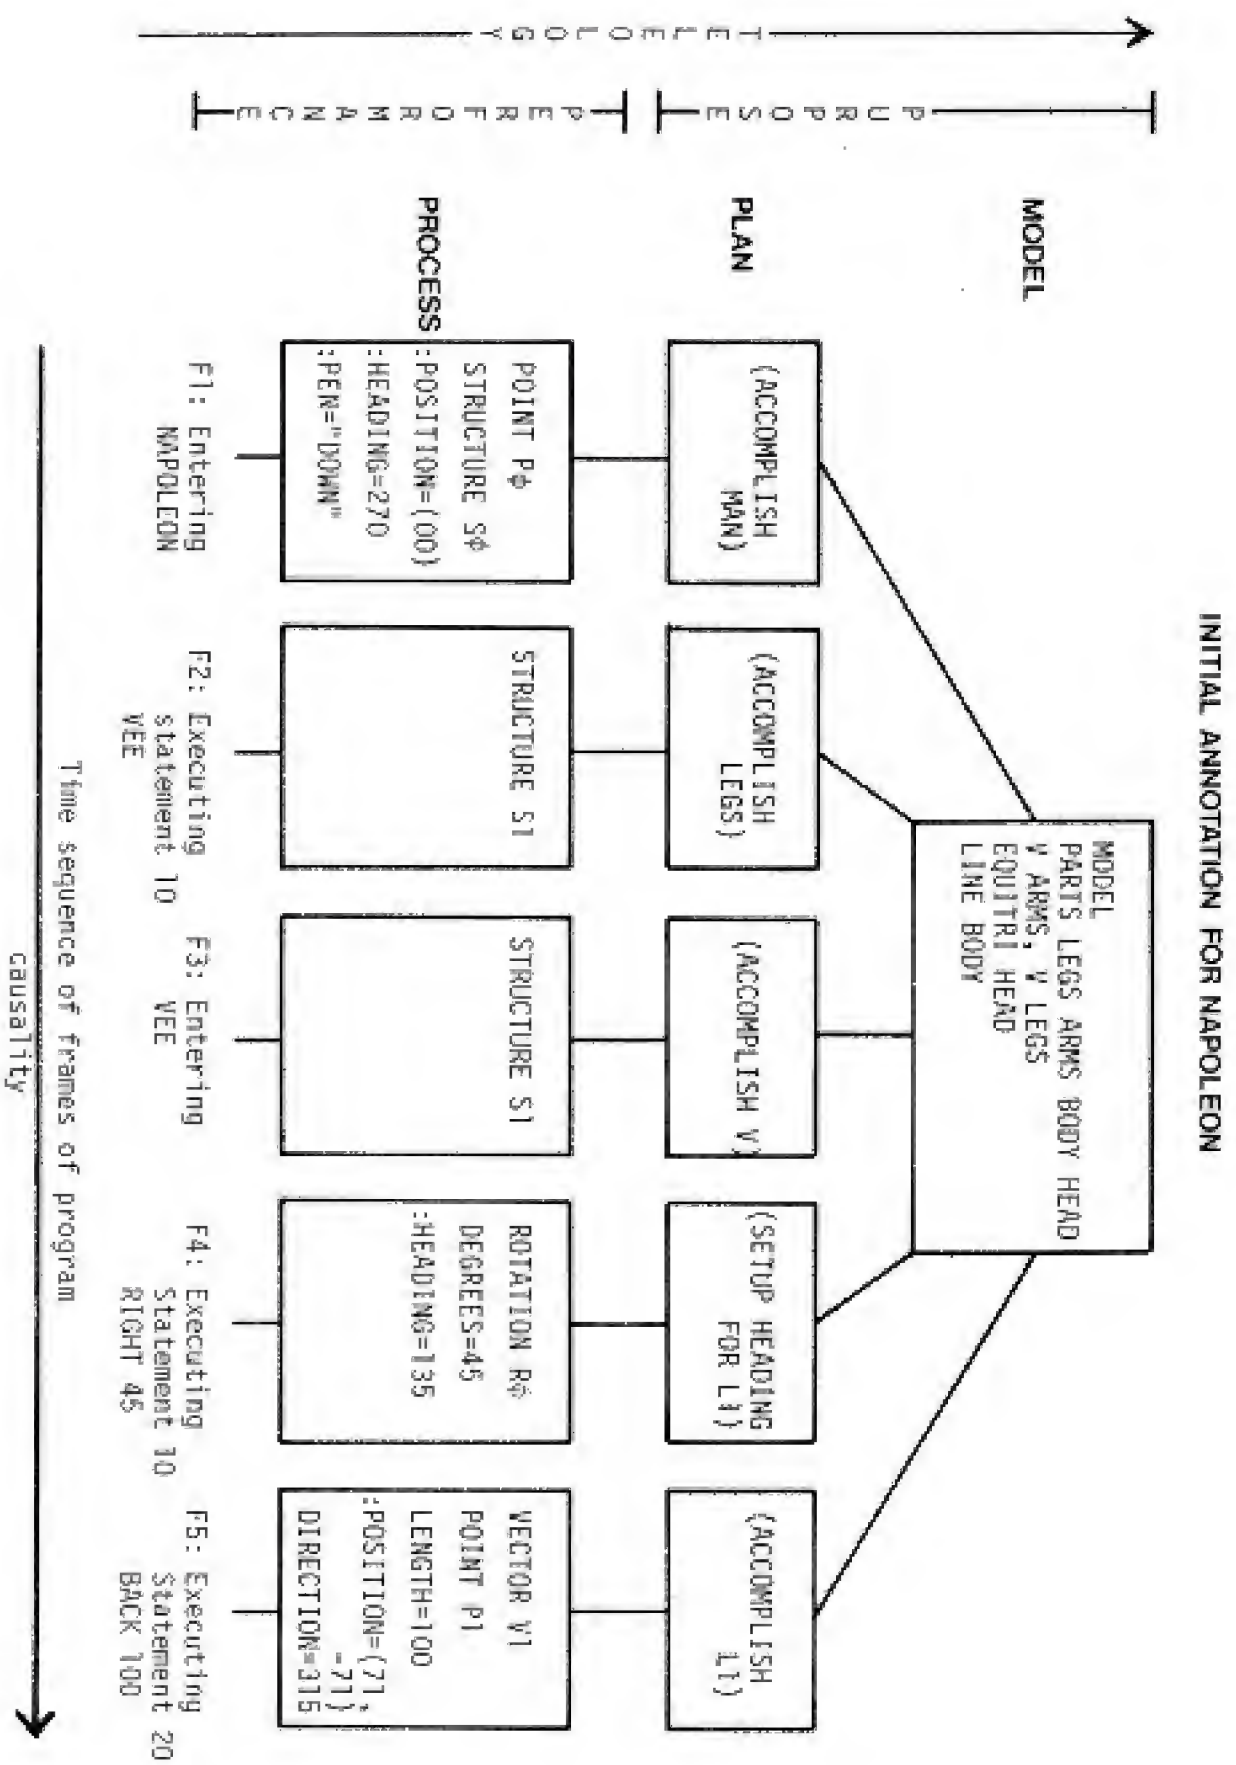 INITIAL ANNOTATION FOR NAPOLEON
TELEOLOGY
PURPOSE
PERFORMANCE
MODEL
MODEL
PARTS LEGS ARMS BODY HEAD
V ARMS, V LEGS
EQUITRI HEAD
LINE BODY
PLAN
(ACCOMPLISH
MAN)
(ACCOMPLISH
LEGS)
(ACCOMPLISH V)
(SETUP HEADING
FOR L1)
(ACCOMPLISH
L1)
PROCESS
POINT PΦ
STRUCTURE SΦ
:POSITION=(00)
:HEADING=270
:PEN="DOWN"
STRUCTURE S1
STRUCTURE S1
ROTATION RΦ
DEGREES=45
:HEADING=135
VECTOR V1
POINT P1
LENGTH=100
:POSITION=(71,
-71)
DIRECTION=315
F1: Entering
NAPOLEON
F2: Executing
statement 10
VEE
F3: Entering
VEE
F4: Executing
Statement 10
RIGHT 45
F5: Executing
Statement 20
BACK 100
Time sequence of frames of program
causality